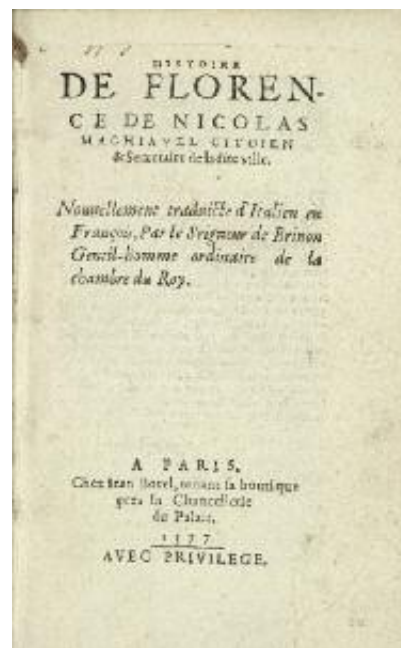 HISTOIRE
DE FLOREN-
CE DE NICOLAS
MACHIAVEL CITOIEN
& Secretaire de ladite ville.
Nouuellement traduicte d'Italien en
François, Par le Seigneur de Brinon
Gentil-homme ordinaire de la
chambre du Roy.
A PARIS,
Chez Iean Borel, tenant sa boutique
pres la Chancellerie
du Palais.
1577
AVEC PRIVILEGE.